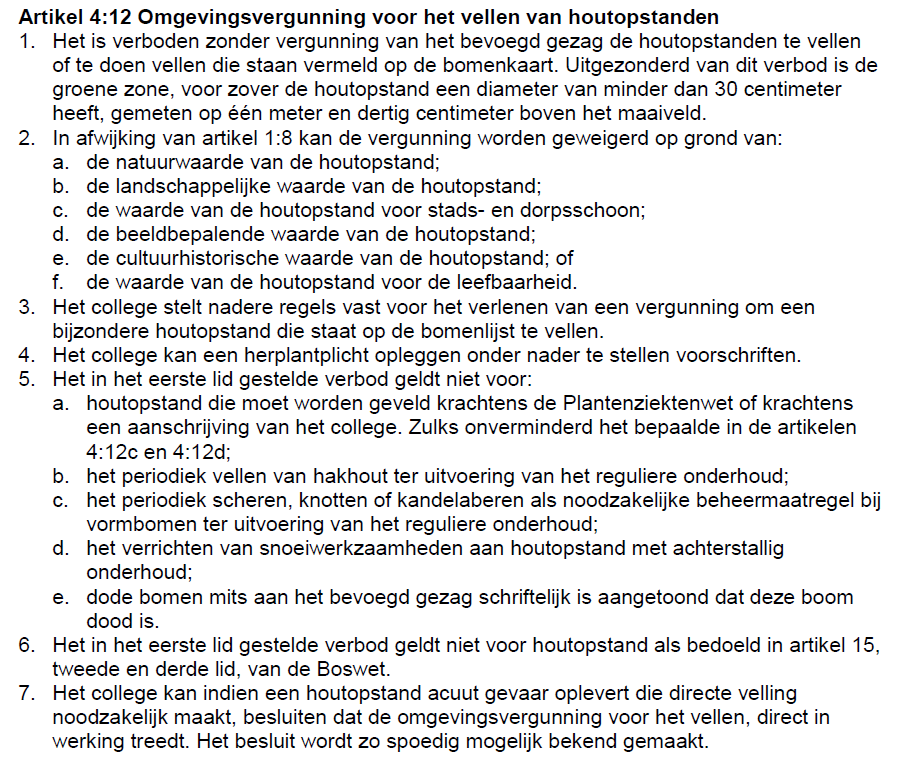 Artikel 4:12 Omgevingsvergunning voor het vellen van houtopstanden
1. Het is verboden zonder vergunning van het bevoegd gezag de houtopstanden te vellen
of te doen vellen die staan vermeld op de bomenkaart. Uitgezonderd van dit verbod is de
groene zone, voor zover de houtopstand een diameter van minder dan 30 centimeter
heeft, gemeten op één meter en dertig centimeter boven het maaiveld.
2. In afwijking van artikel 1:8 kan de vergunning worden geweigerd op grond van:
a. de natuurwaarde van de houtopstand;
b. de landschappelijke waarde van de houtopstand;
c. de waarde van de houtopstand voor stads- en dorpsschoon;
d. de beeldbepalende waarde van de houtopstand;
e. de cultuurhistorische waarde van de houtopstand; of
f. de waarde van de houtopstand voor de leefbaarheid.
3. Het college stelt nadere regels vast voor het verlenen van een vergunning om een
bijzondere houtopstand die staat op de bomenlijst te vellen.
4. Het college kan een herplantplicht opleggen onder nader te stellen voorschriften.
5. Het in het eerste lid gestelde verbod geldt niet voor:
a. houtopstand die moet worden geveld krachtens de Plantenziektenwet of krachtens
een aanschrijving van het college. Zulks onverminderd het bepaalde in de artikelen
4:12c en 4:12d;
b. het periodiek vellen van hakhout ter uitvoering van het reguliere onderhoud;
c. het periodiek scheren, knotten of kandelaberen als noodzakelijke beheermaatregel bij
vormbomen ter uitvoering van het reguliere onderhoud;
d. het verrichten van snoeiwerkzaamheden aan houtopstand met achterstallig
onderhoud;
e. dode bomen mits aan het bevoegd gezag schriftelijk is aangetoond dat deze boom
dood is.
6. Het in het eerste lid gestelde verbod geldt niet voor houtopstand als bedoeld in artikel 15,
tweede en derde lid, van de Boswet.
7. Het college kan indien een houtopstand acuut gevaar oplevert die directe velling
noodzakelijk maakt, besluiten dat de omgevingsvergunning voor het vellen, direct in
werking treedt. Het besluit wordt zo spoedig mogelijk bekend gemaakt.